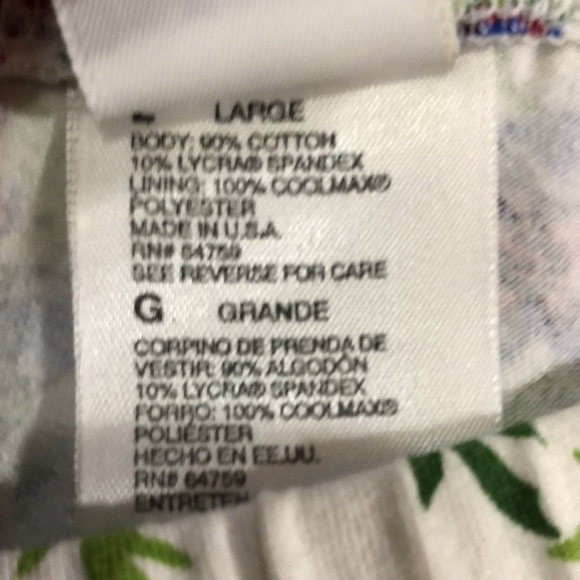 L LARGE
BODY: 90% COTTON
10% LYCRA® SPANDEX
LINING: 100% COOLMAX®
POLYESTER
MADE IN U.S.A.
RN# 64759
SEE REVERSE FOR CARE
G GRANDE
CORPINO DE PRENDA DE
VESTIR: 90% ALGODÓN
10% LYCRA® SPANDEX
FORRO: 100% COOLMAX®
POLIÉSTER
HECHO EN EE.UU.
RN# 64759